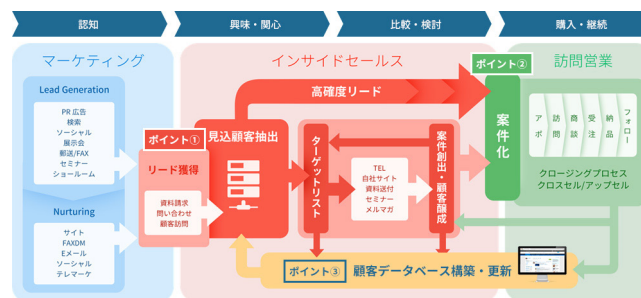 認知
興味・関心
比較・検討
購入・継続
マーケティング
インサイドセールス
訪問営業
Lead Generation
PR 広告
検索
ソーシャル
展示会
郵送/FAX
セミナー
ショールーム
Nurturing
サイト
FAXDM
Eメール
ソーシャル
テレマーケ
ポイント①
リード獲得
資料請求
問い合わせ
顧客訪問
見込顧客抽出
高確度リード
ターゲットリスト
TEL
自社サイト
資料送付
セミナー
メルマガ
案件創出・顧客醸成
ポイント②
案件化
アポ
訪問
商談
受注
納品
フォロー
クロージングプロセス
クロスセル/アップセル
ポイント③
顧客データベース構築・更新